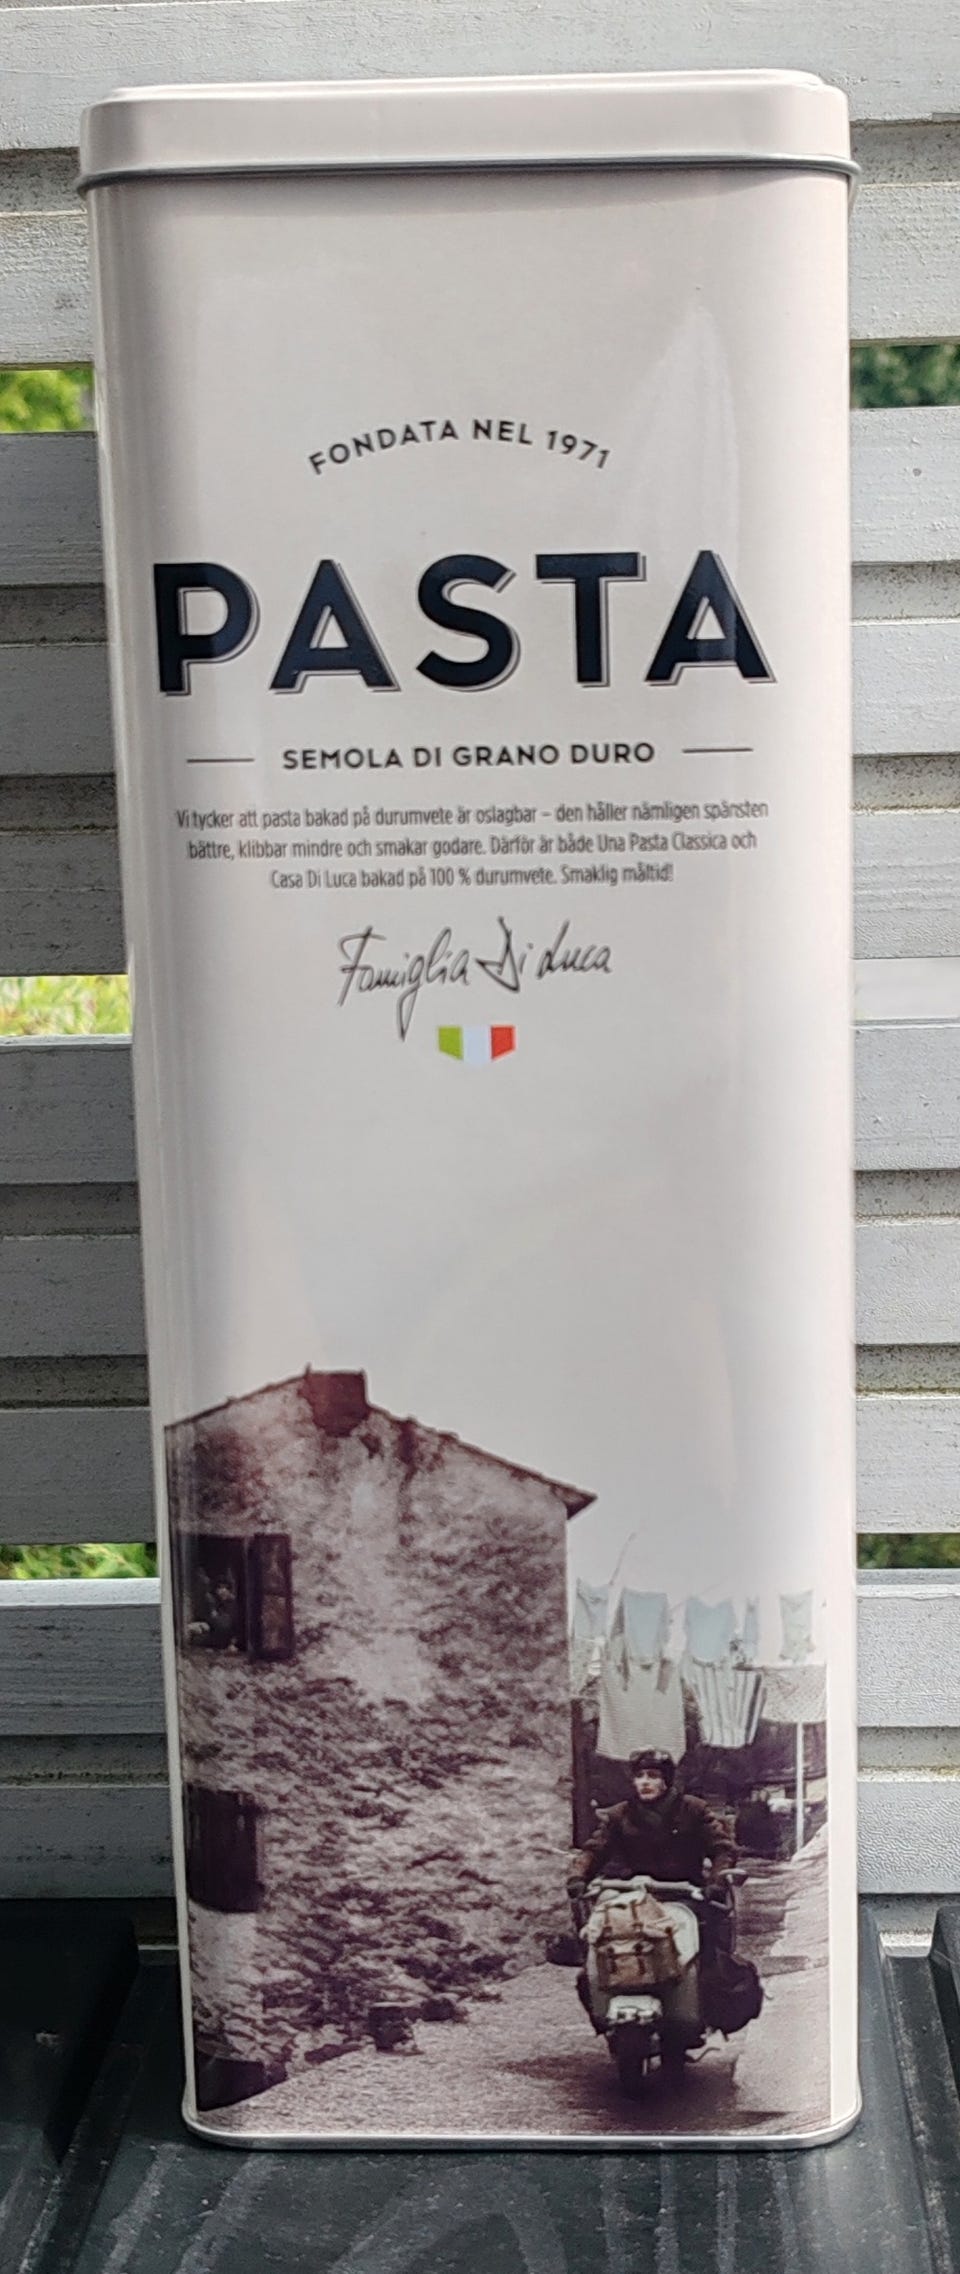 FONDATA NEL 1971
PASTA
SEMOLA DI GRANO DURO
Vi tycker att pasta bakad på durumvete är oslagbar – den håller nämligen spänsten
bättre, klibbar mindre och smakar godare. Därför är både Una Pasta Classica och
Casa Di Luca bakad på 100 % durumvete. Smaklig måltid!
Famiglia Di Luca